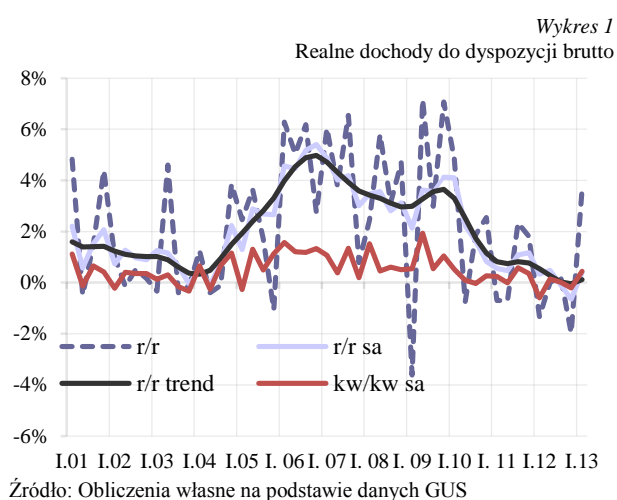 Wykres 1
Realne dochody do dyspozycji brutto
8%
6%
4%
2%
0%
-2%
-4%
-6%
r/r
r/r sa
r/r trend
kw/kw sa
I.01 I.02 I.03 I.04 I.05 I. 06 I.07 I. 08 I. 09 I.10 I. 11 I.12 I.13
Źródło: Obliczenia własne na podstawie danych GUS